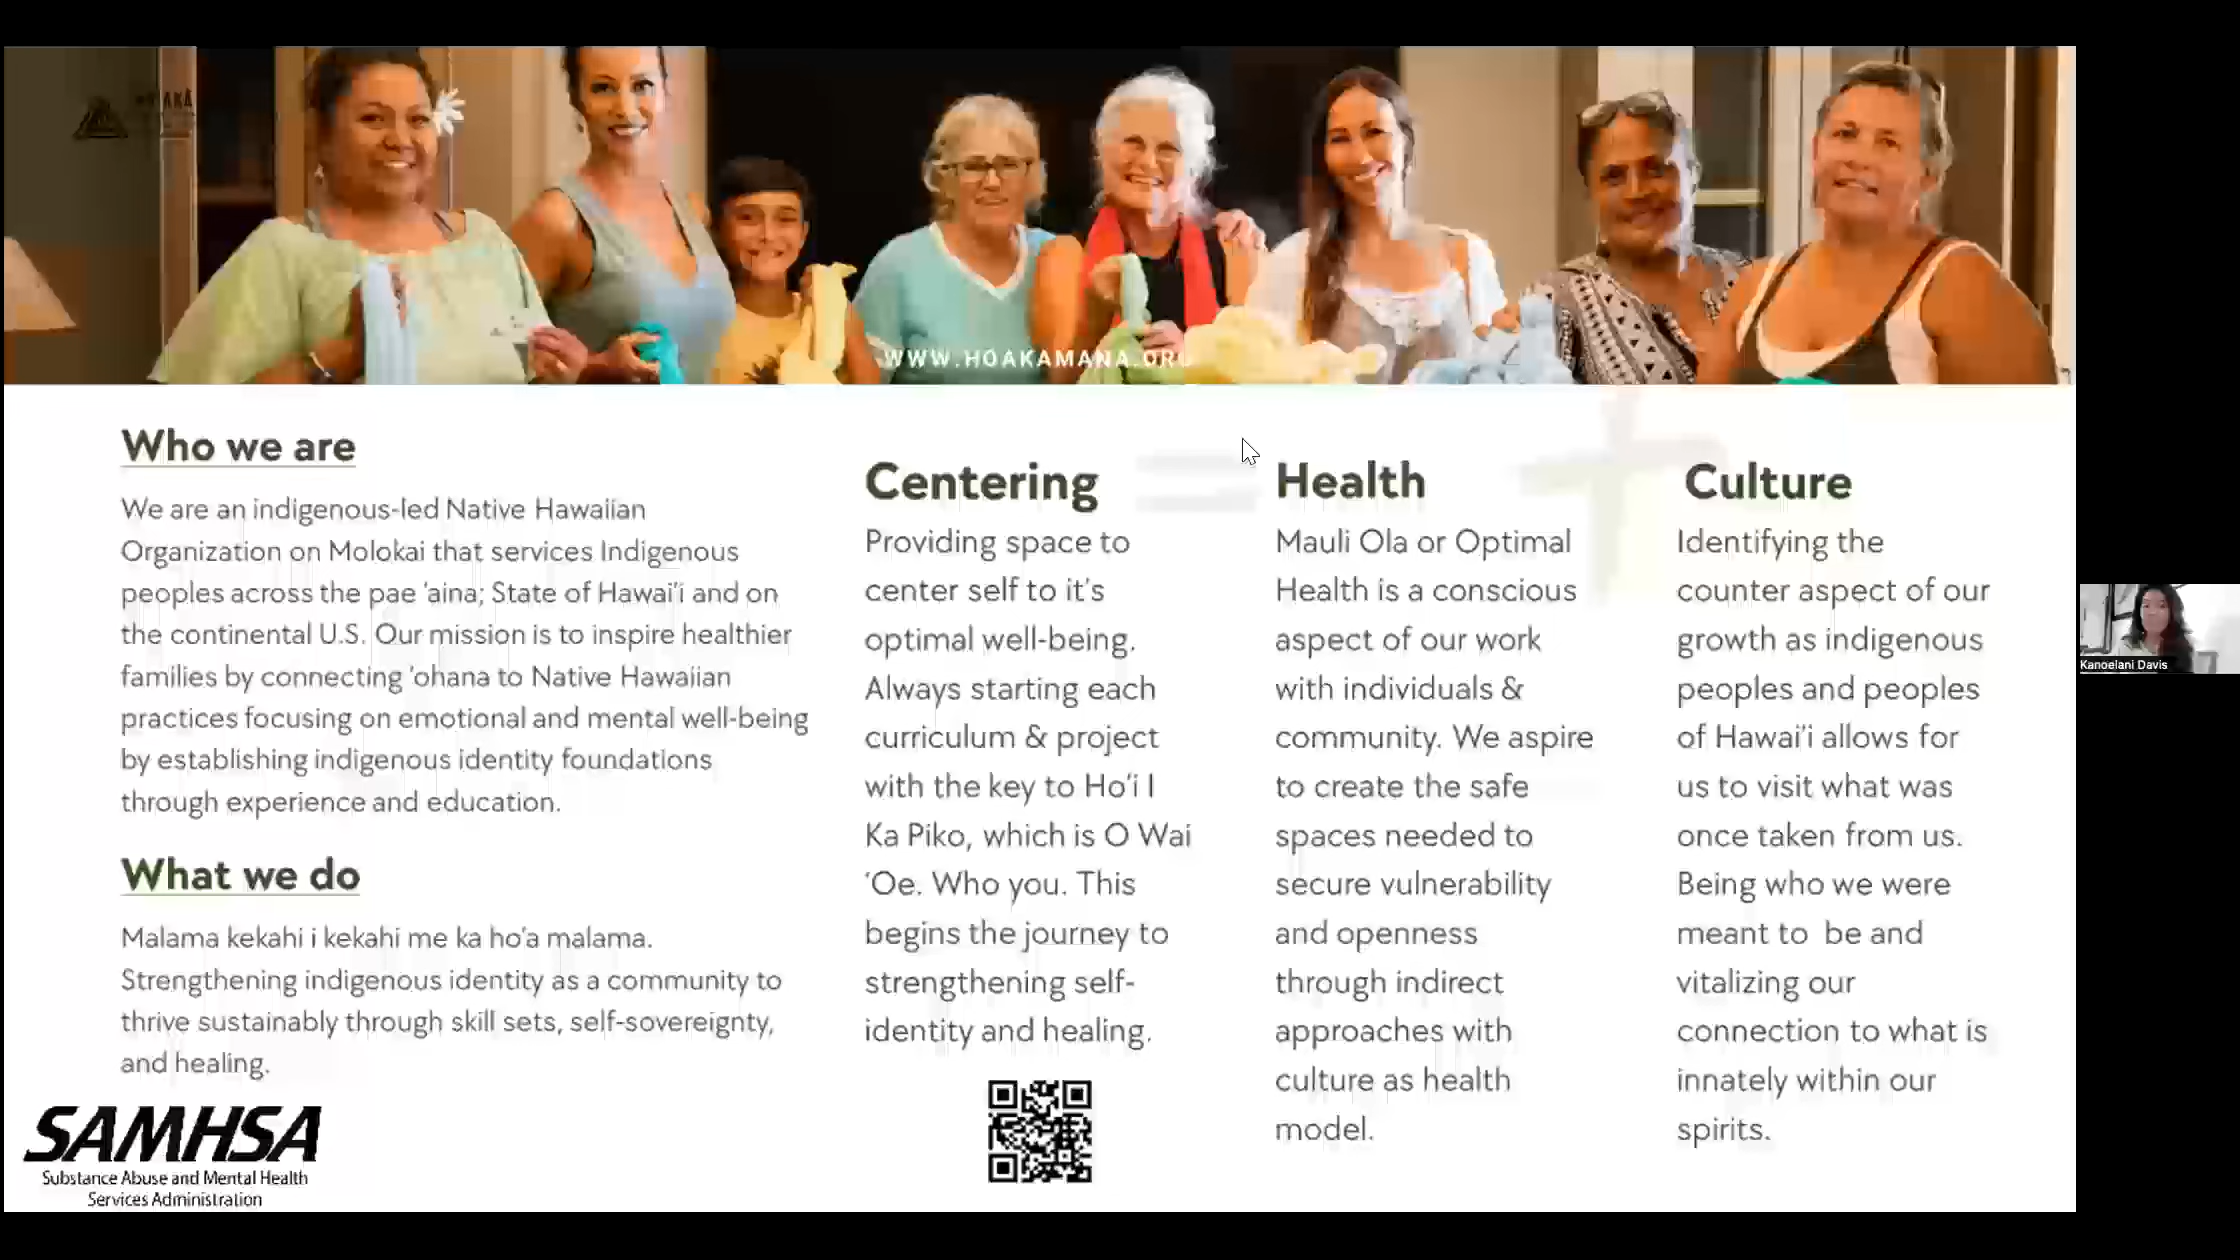 WWW.HOAKAMANA.ORG
Who we are
We are an indigenous-led Native Hawaiian
Organization on Molokai that services Indigenous
peoples across the pae 'aina; State of Hawai'i and on
the continental U.S. Our mission is to inspire healthier
families by connecting 'ohana to Native Hawaiian
practices focusing on emotional and mental well-being
by establishing indigenous identity foundations
through experience and education.
What we do
Malama kekahi i kekahi me ka ho'a malama.
Strengthening indigenous identity as a community to
thrive sustainably through skill sets, self-sovereignty,
and healing.
SAMHSA
Substance Abuse and Mental Health
Services Administration
Centering
Providing space to
center self to it's
optimal well-being.
Always starting each
curriculum & project
with the key to Ho'i I
Ka Piko, which is O Wai
'Oe. Who you. This
begins the journey to
strengthening self-
identity and healing.
=
Health
Mauli Ola or Optimal
Health is a conscious
aspect of our work
with individuals &
community. We aspire
to create the safe
spaces needed to
secure vulnerability
and openness
through indirect
approaches with
culture as health
model.
+
Culture
Identifying the
counter aspect of our
growth as indigenous
peoples and peoples
of Hawai'i allows for
us to visit what was
once taken from us.
Being who we were
meant to be and
vitalizing our
connection to what is
innately within our
spirits.
Kanoelani Davis